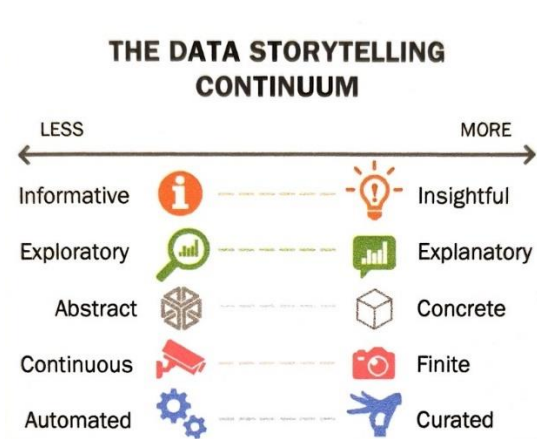 THE DATA STORYTELLING
CONTINUUM
LESS MORE
Informative Insightful
Exploratory Explanatory
Abstract Concrete
Continuous Finite
Automated Curated